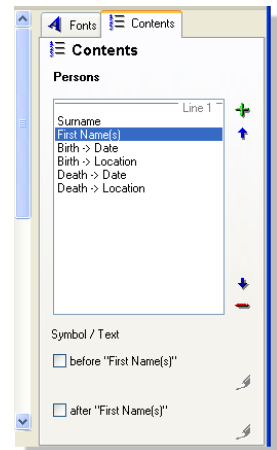 Fonts Contents
Contents
Persons
Line 1
Surname
First Name(s)
Birth -> Date
Birth -> Location
Death -> Date
Death -> Location
Symbol / Text
before "First Name(s)"
after "First Name(s)"